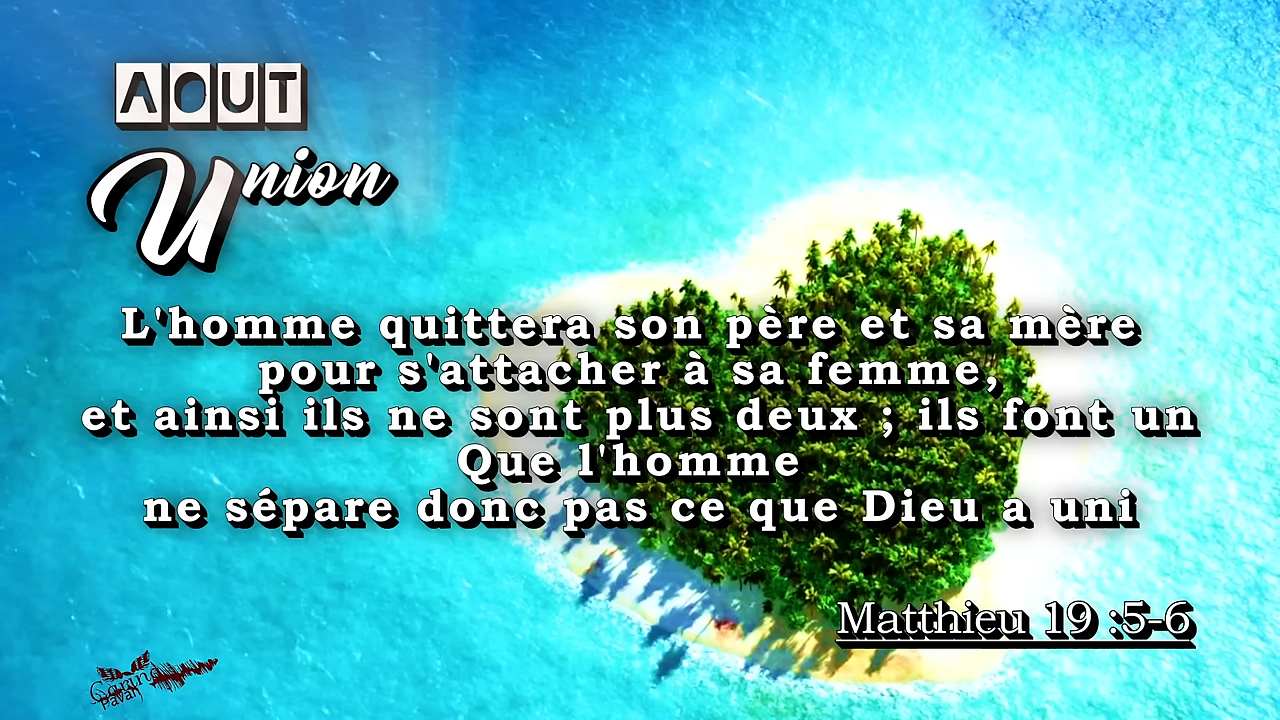 AOUT
Union
L'homme quittera son père et sa mère
pour s'attacher à sa femme,
et ainsi ils ne sont plus deux ; ils font un
Que l'homme
ne sépare donc pas ce que Dieu a uni
Matthieu 19 :5-6